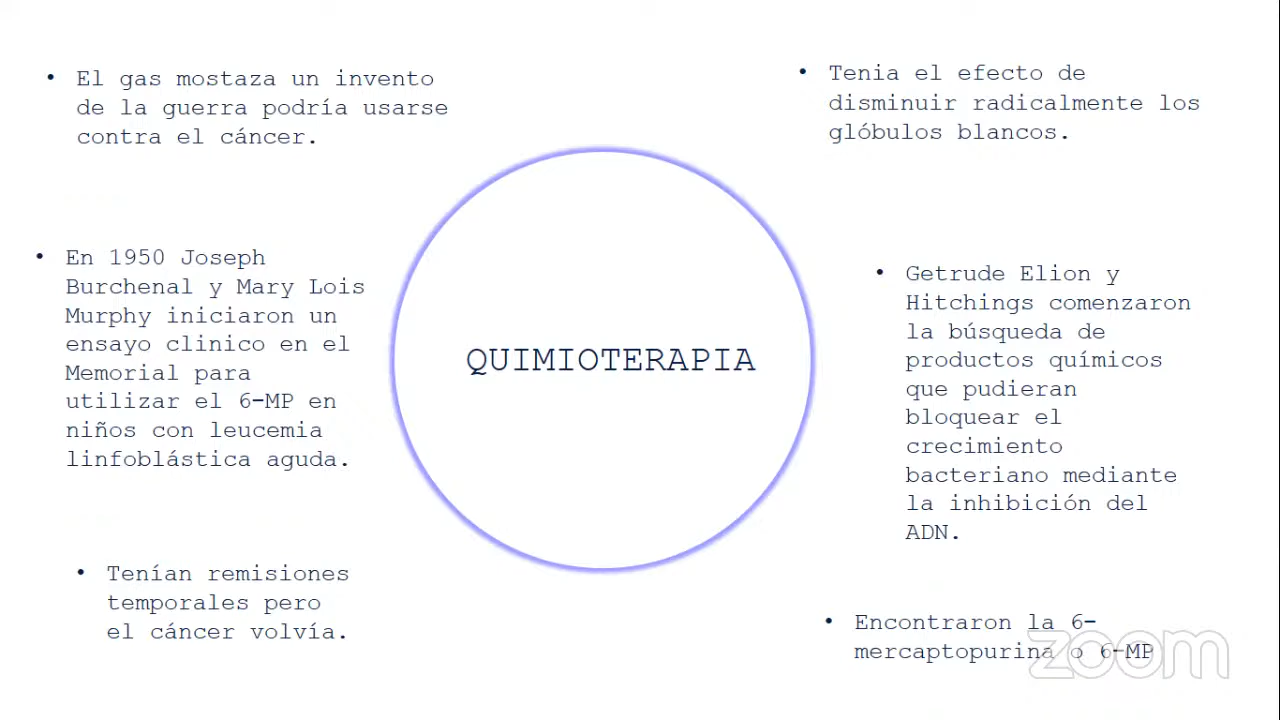 • El gas mostaza un invento
de la guerra podría usarse
contra el cáncer.
• Tenia el efecto de
disminuir radicalmente los
glóbulos blancos.
• En 1950 Joseph
Burchenal y Mary Lois
Murphy iniciaron un
ensayo clinico en el
Memorial para
utilizar el 6-MP en
niños con leucemia
linfoblástica aguda.
QUIMIOTERAPIA
• Getrude Elion y
Hitchings comenzaron
la búsqueda de
productos químicos
que pudieran
bloquear el
crecimiento
bacteriano mediante
la inhibición del
ADN.
• Tenían remisiones
temporales pero
el cáncer volvía.
• Encontraron la 6-
mercaptopurina o 6-MP
zoom